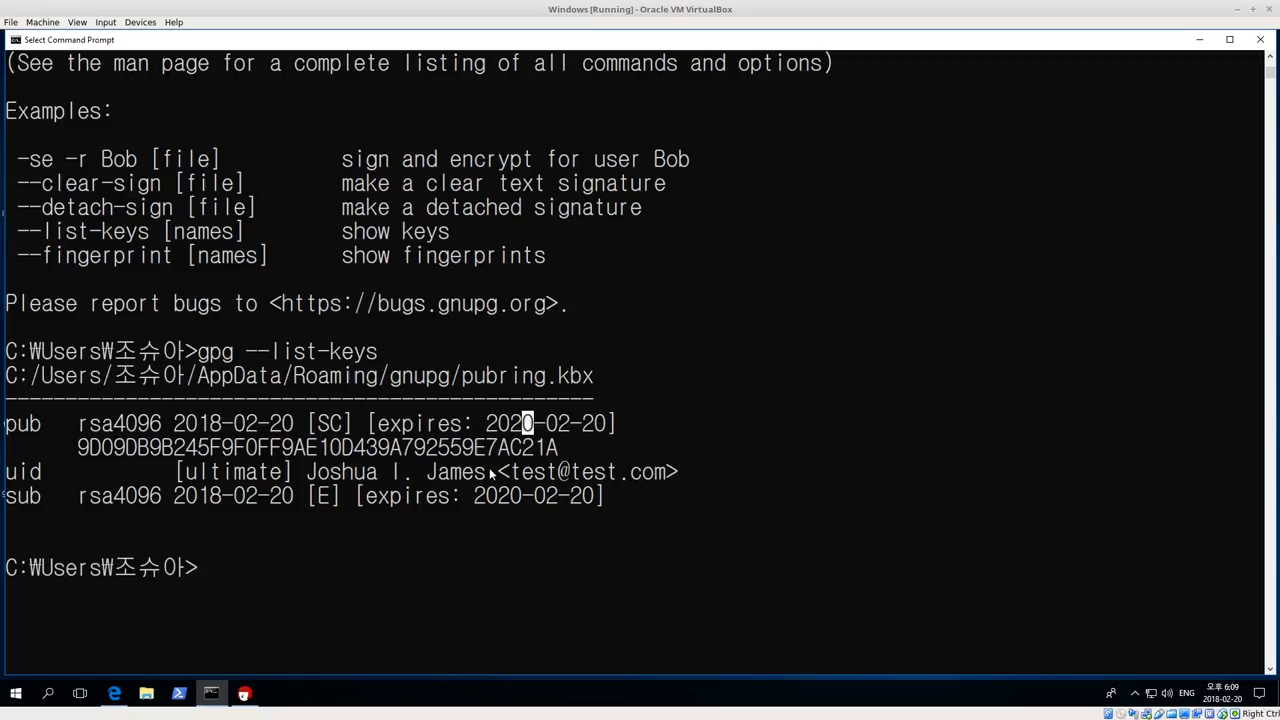 Windows [Running] - Oracle VM VirtualBox
File Machine View Input Devices Help
Select Command Prompt
(See the man page for a complete listing of all commands and options)
Examples:
-se -r Bob [file] sign and encrypt for user Bob
--clear-sign [file] make a clear text signature
--detach-sign [file] make a detached signature
--list-keys [names] show keys
--fingerprint [names] show fingerprints
Please report bugs to <https://bugs.gnupg.org>.
C:₩Users₩조슈아>gpg --list-keys
C:/Users/조슈아/AppData/Roaming/gnupg/pubring.kbx
-------------------------------------------------
pub rsa4096 2018-02-20 [SC] [expires: 2020-02-20]
9D09DB9B245F9F0FF9AE10D439A792559E7AC21A
uid [ultimate] Joshua I. James <test@test.com>
sub rsa4096 2018-02-20 [E] [expires: 2020-02-20]
C:₩Users₩조슈아>
ENG
오후 6:09
2018-02-20
Right Ctrl